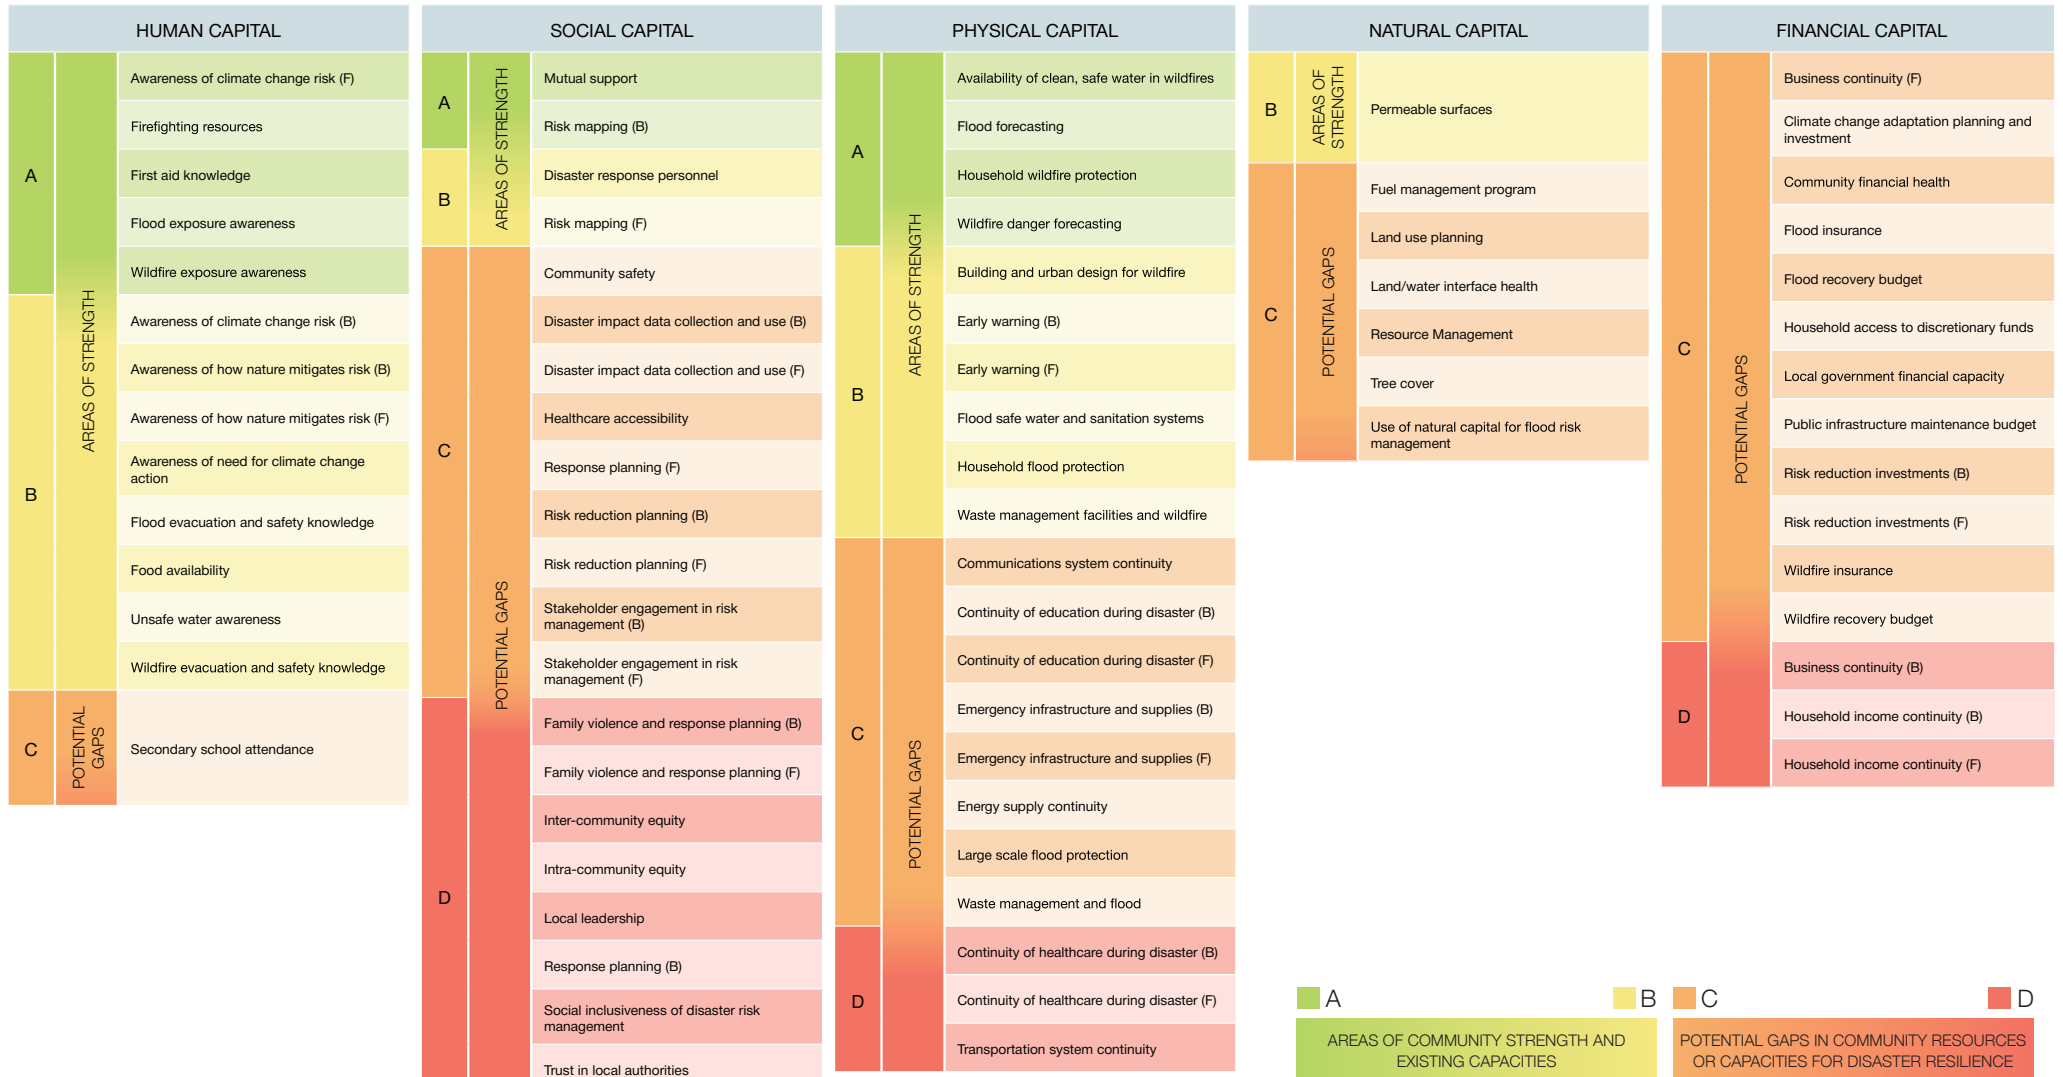 HUMAN CAPITAL
A
AREAS OF STRENGTH
Awareness of climate change risk (F)
Firefighting resources
First aid knowledge
Flood exposure awareness
Wildfire exposure awareness
B
Awareness of climate change risk (B)
Awareness of how nature mitigates risk (B)
Awareness of how nature mitigates risk (F)
Awareness of need for climate change
action
Flood evacuation and safety knowledge
Food availability
Unsafe water awareness
Wildfire evacuation and safety knowledge
C
POTENTIAL
GAPS
Secondary school attendance
SOCIAL CAPITAL
A
AREAS OF STRENGTH
Mutual support
Risk mapping (B)
B
Disaster response personnel
Risk mapping (F)
C
POTENTIAL GAPS
Community safety
Disaster impact data collection and use (B)
Disaster impact data collection and use (F)
Healthcare accessibility
Response planning (F)
Risk reduction planning (B)
Risk reduction planning (F)
Stakeholder engagement in risk
management (B)
Stakeholder engagement in risk
management (F)
D
Family violence and response planning (B)
Family violence and response planning (F)
Inter-community equity
Intra-community equity
Local leadership
Response planning (B)
Social inclusiveness of disaster risk
management
Trust in local authorities
PHYSICAL CAPITAL
A
AREAS OF STRENGTH
Availability of clean, safe water in wildfires
Flood forecasting
Household wildfire protection
Wildfire danger forecasting
B
Building and urban design for wildfire
Early warning (B)
Early warning (F)
Flood safe water and sanitation systems
Household flood protection
Waste management facilities and wildfire
C
POTENTIAL GAPS
Communications system continuity
Continuity of education during disaster (B)
Continuity of education during disaster (F)
Emergency infrastructure and supplies (B)
Emergency infrastructure and supplies (F)
Energy supply continuity
Large scale flood protection
Waste management and flood
D
Continuity of healthcare during disaster (B)
Continuity of healthcare during disaster (F)
Transportation system continuity
NATURAL CAPITAL
B
AREAS OF
STRENGTH
Permeable surfaces
C
POTENTIAL GAPS
Fuel management program
Land use planning
Land/water interface health
Resource Management
Tree cover
Use of natural capital for flood risk
management
FINANCIAL CAPITAL
C
POTENTIAL GAPS
Business continuity (F)
Climate change adaptation planning and
investment
Community financial health
Flood insurance
Flood recovery budget
Household access to discretionary funds
Local government financial capacity
Public infrastructure maintenance budget
Risk reduction investments (B)
Risk reduction investments (F)
Wildfire insurance
Wildfire recovery budget
D
Business continuity (B)
Household income continuity (B)
Household income continuity (F)
A
B
C
D
AREAS OF COMMUNITY STRENGTH AND
EXISTING CAPACITIES
POTENTIAL GAPS IN COMMUNITY RESOURCES
OR CAPACITIES FOR DISASTER RESILIENCE